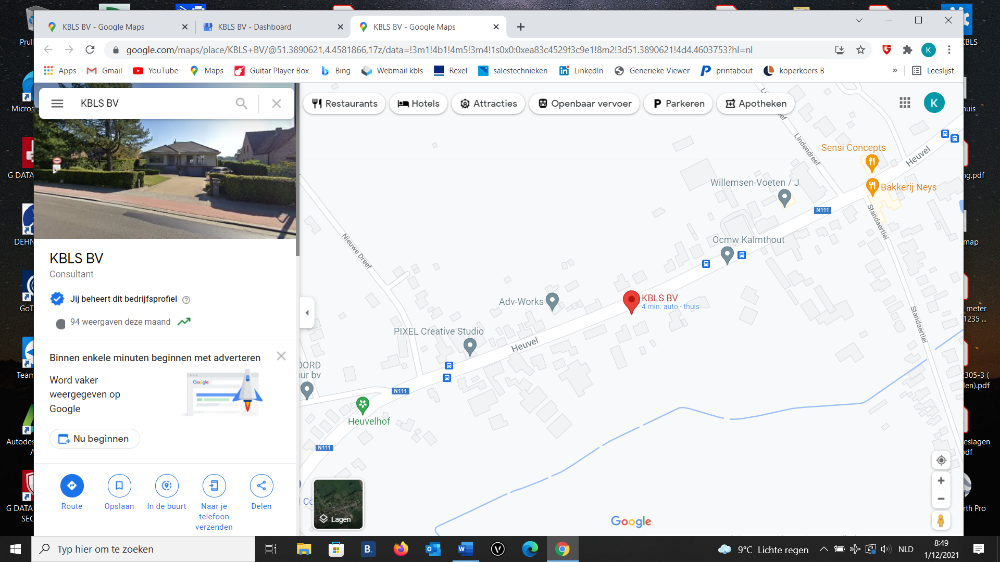 KBLS BV - Google Maps
KBLS BV - Dashboard
KBLS BV - Google Maps
google.com/maps/place/KBLS+BV/@51.3890621,4.4581866,17z/data=!3m1!4b1!4m5!3m4!1s0x0:0xea83c4529f3c9e1!8m2!3d51.3890621!4d4.4603753?hl=nl
K
Apps
Gmail
YouTube
Maps
Guitar Player Box
Bing
Webmail kbls
Rexel
salestechnieken
LinkedIn
Generieke Viewer
printabout
koperkoers B
»
Leeslijst
KBLS BV
Restaurants
Hotels
Attracties
Openbaar vervoer
Parkeren
Apotheken
K
KBLS BV
Consultant
Jij beheert dit bedrijfsprofiel
94 weergaven deze maand
Binnen enkele minuten beginnen met adverteren
Word vaker
weergegeven op
Google
Google
Nu beginnen
Route
Opslaan
In de buurt
Naar je
telefoon
verzenden
Delen
Lindendreef
Sensi Concepts
Heuvel
Willemsen-Voeten / J
Bakkerij Neys
N111
Standaertlei
Nieuwe Dreef
Ocmw Kalmthout
Adv-Works
KBLS BV
4 min. auto - thuis
Standaertlei
PIXEL Creative Studio
Heuvel
OORD
ur bv
N111
Heuvelhof
N111
Lagen
Google
Prul
Micros
G DATA
DEHN
GoT
Team
Autodes
A
G DATA
SEC
KBLS
uis
ng.pdf
map
meter
1235 ...
2305-3 (
len).pdf
eslagen
df
rth Pro
Typ hier om te zoeken
B.
9°C Lichte regen
NLD
8:49
1/12/2021